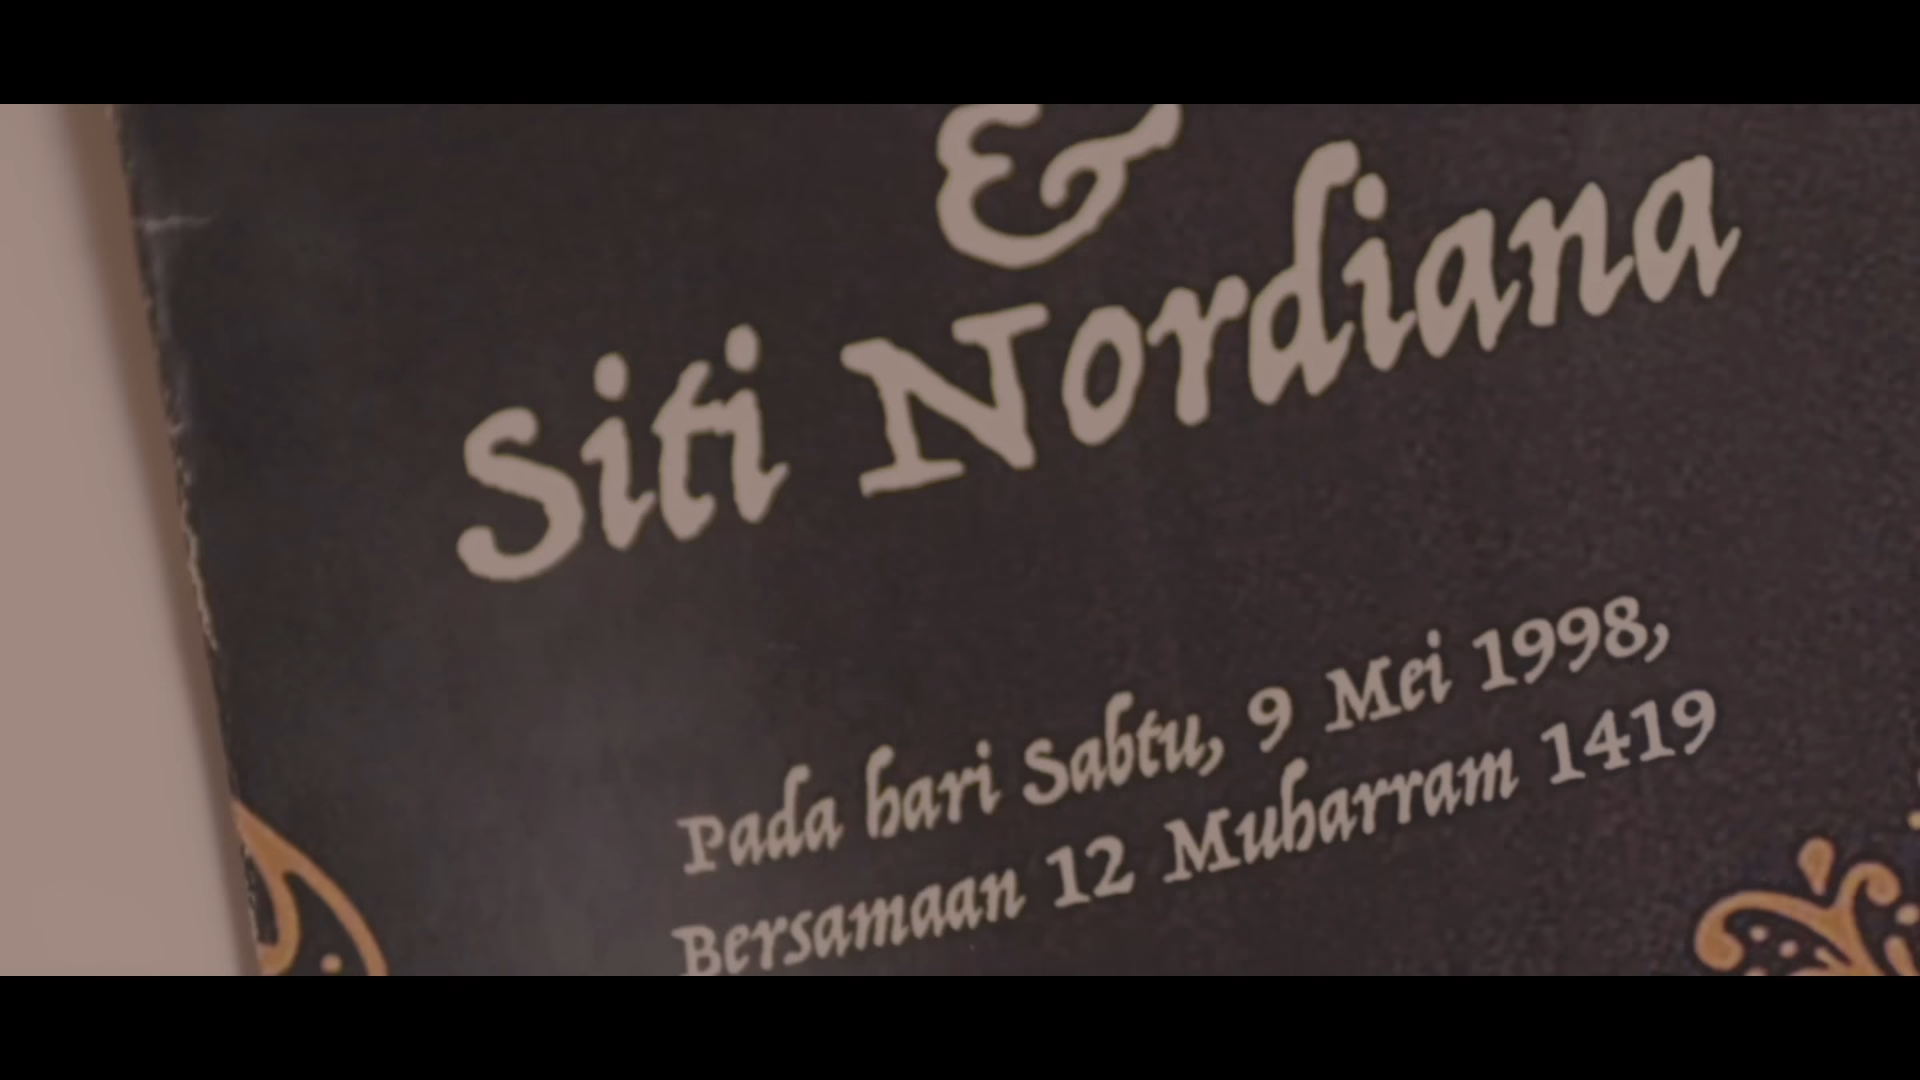 &
Siti Nordiana
Pada hari Sabtu, 9 Mei 1998,
Bersamaan 12 Muharram 1419